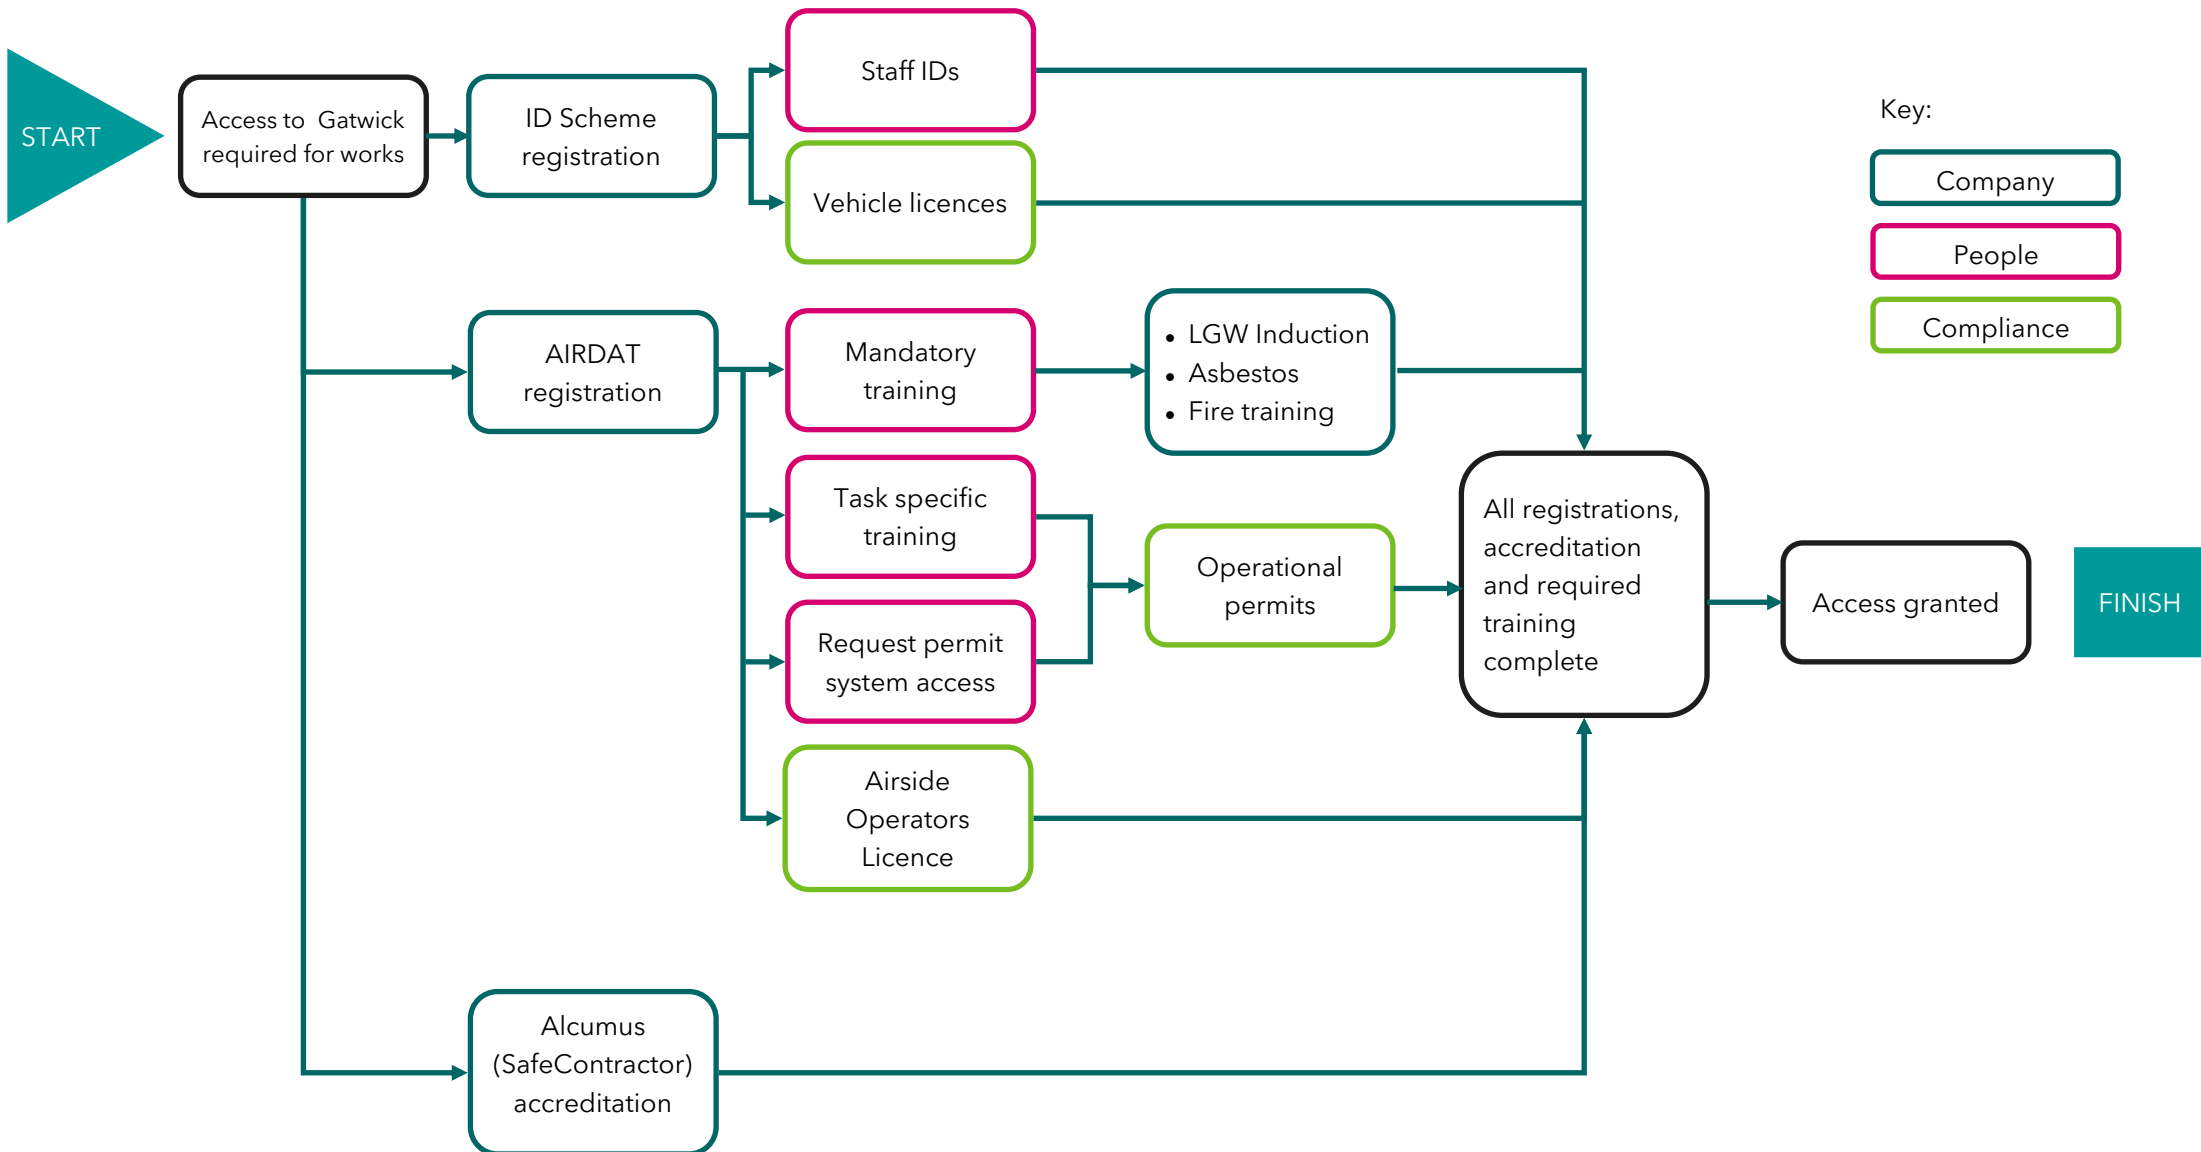 START
Access to Gatwick
required for works
ID Scheme
registration
Staff IDs
Vehicle licences
Key:
Company
People
Compliance
AIRDAT
registration
Mandatory
training
• LGW Induction
• Asbestos
• Fire training
Task specific
training
Request permit
system access
Operational
permits
Airside
Operators
Licence
All registrations,
accreditation
and required
training
complete
Access granted
FINISH
Alcumus
(SafeContractor)
accreditation